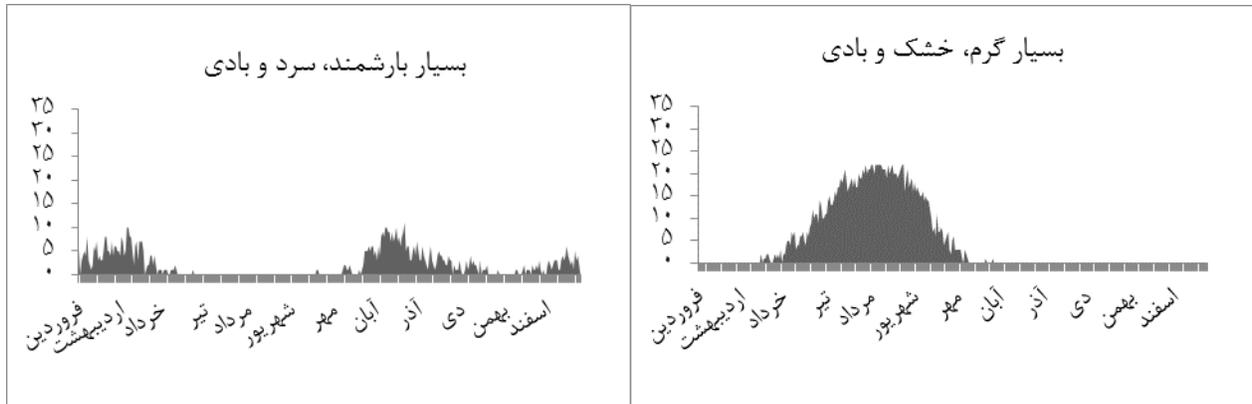 بسیار گرم، خشک و بادی
۳۵
۳۰
۲۵
۲۰
۱۵
۱۰
۵
۰
فروردین
اردیبهشت
خرداد
تیر
مرداد
شهریور
مهر
آبان
آذر
دی
بهمن
اسفند
بسیار بارشمند، سرد و بادی
۳۵
۳۰
۲۵
۲۰
۱۵
۱۰
۵
۰
فروردین
اردیبهشت
خرداد
تیر
مرداد
شهریور
مهر
آبان
آذر
دی
بهمن
اسفند